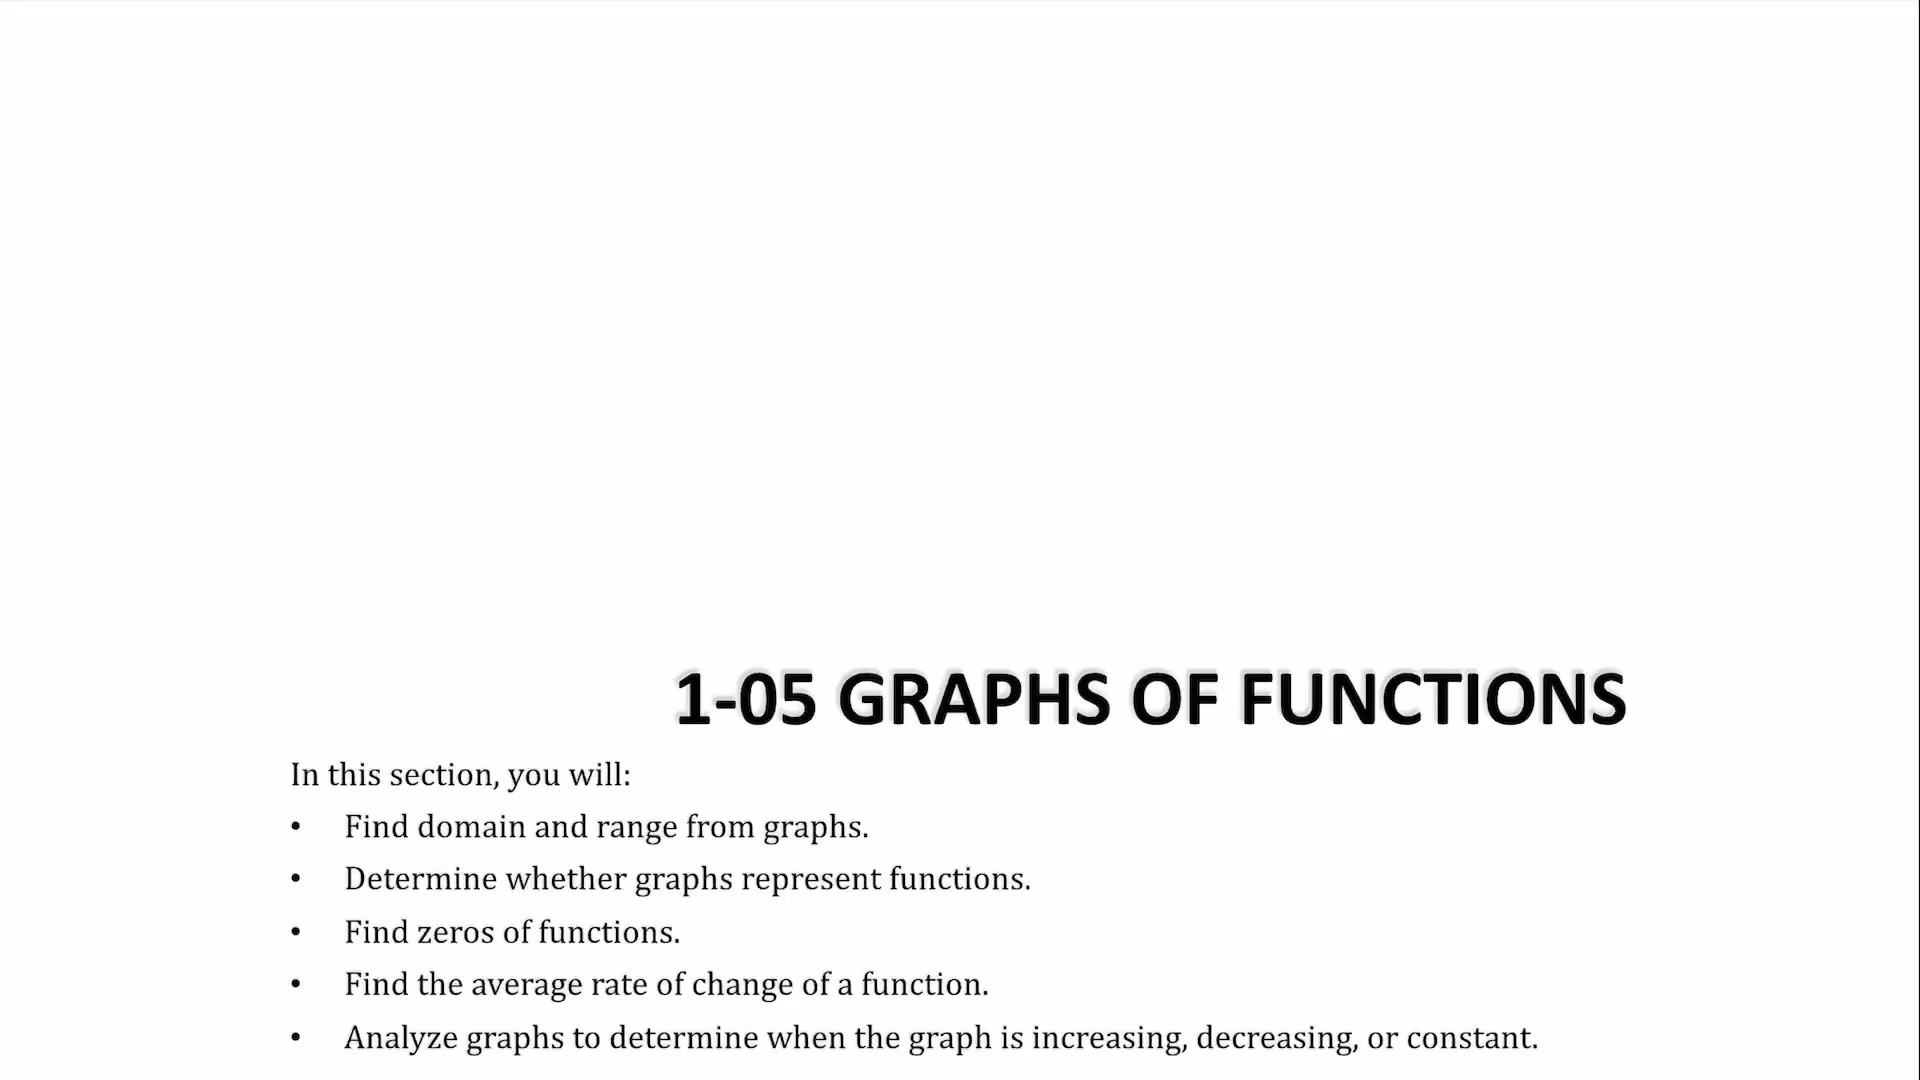 1-05 GRAPHS OF FUNCTIONS
In this section, you will:
• Find domain and range from graphs.
• Determine whether graphs represent functions.
• Find zeros of functions.
• Find the average rate of change of a function.
• Analyze graphs to determine when the graph is increasing, decreasing, or constant.